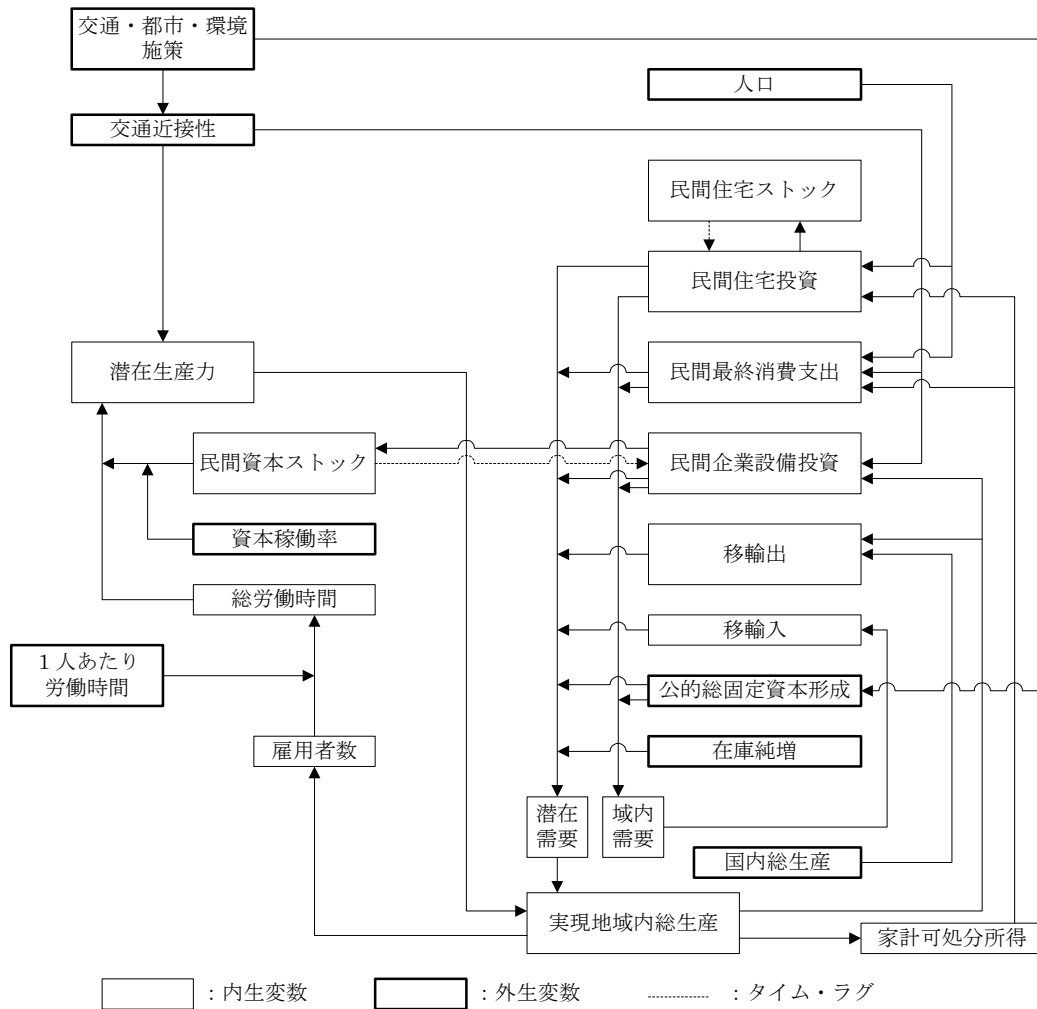 交通・都市・環境
施策
人口
交通近接性
民間住宅ストック
民間住宅投資
潜在生産力
民間最終消費支出
民間資本ストック
民間企業設備投資
資本稼働率
移輸出
総労働時間
移輸入
1人あたり
労働時間
公的総固定資本形成
雇用者数
在庫純増
潜在
需要
域内
需要
国内総生産
実現地域内総生産
家計可処分所得
:内生変数
:外生変数
:タイム・ラグ